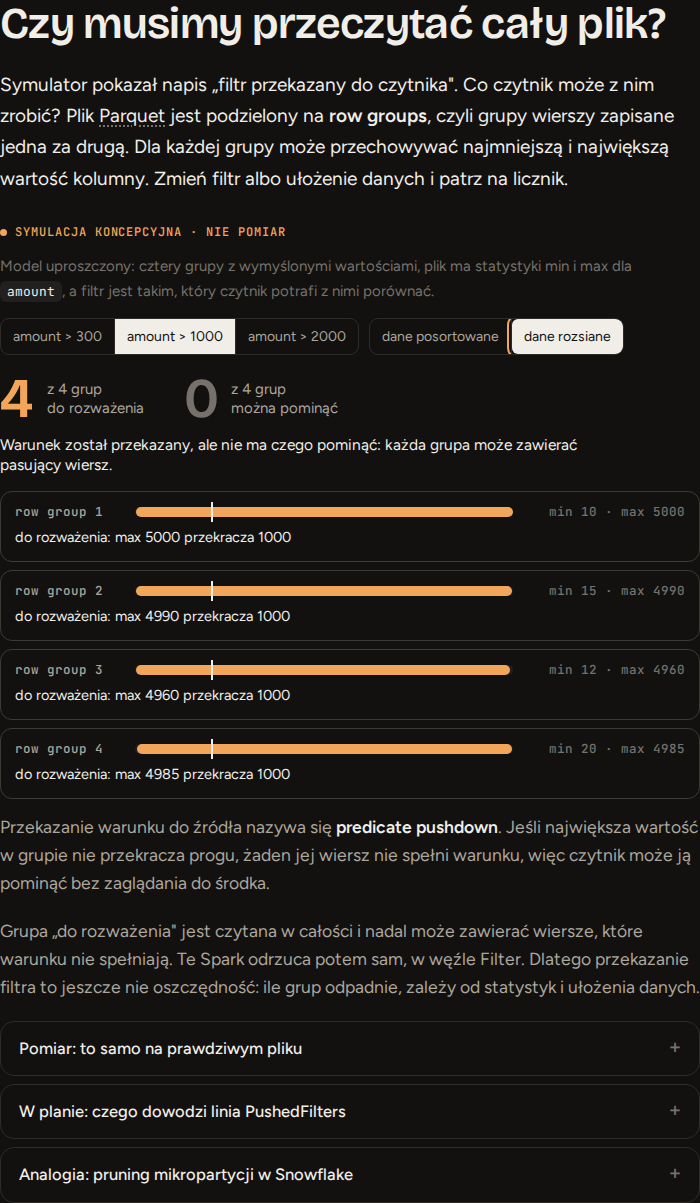 Czy musimy przeczytać cały plik?
Symulator pokazał napis „filtr przekazany do czytnika". Co czytnik może z nim
zrobić? Plik Parquet jest podzielony na row groups, czyli grupy wierszy zapisane
jedna za drugą. Dla każdej grupy może przechowywać najmniejszą i największą
wartość kolumny. Zmień filtr albo ułożenie danych i patrz na licznik.
SYMULACJA KONCEPCYJNA · NIE POMIAR
Model uproszczony: cztery grupy z wymyślonymi wartościami, plik ma statystyki min i max dla
amount, a filtr jest takim, który czytnik potrafi z nimi porównać.
amount > 300 amount > 1000 amount > 2000 dane posortowane dane rozsiane
4 z 4 grup do rozważenia 0 z 4 grup można pominąć
Warunek został przekazany, ale nie ma czego pominąć: każda grupa może zawierać
pasujący wiersz.
row group 1 min 10 · max 5000
do rozważenia: max 5000 przekracza 1000
row group 2 min 15 · max 4990
do rozważenia: max 4990 przekracza 1000
row group 3 min 12 · max 4960
do rozważenia: max 4960 przekracza 1000
row group 4 min 20 · max 4985
do rozważenia: max 4985 przekracza 1000
Przekazanie warunku do źródła nazywa się predicate pushdown. Jeśli największa wartość
w grupie nie przekracza progu, żaden jej wiersz nie spełni warunku, więc czytnik może ją
pominąć bez zaglądania do środka.
Grupa „do rozważenia" jest czytana w całości i nadal może zawierać wiersze, które
warunku nie spełniają. Te Spark odrzuca potem sam, w węźle Filter. Dlatego przekazanie
filtra to jeszcze nie oszczędność: ile grup odpadnie, zależy od statystyk i ułożenia danych.
Pomiar: to samo na prawdziwym pliku +
W planie: czego dowodzi linia PushedFilters +
Analogia: pruning mikropartycji w Snowflake +